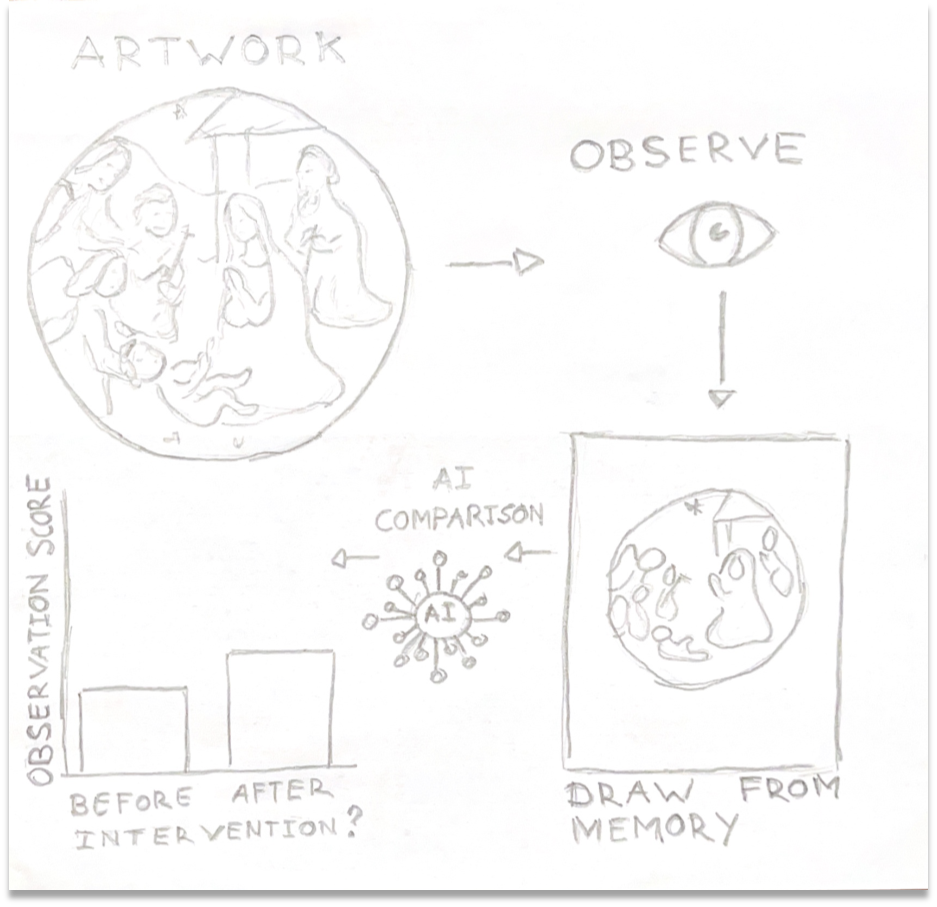 ARTWORK
OBSERVE
DRAW FROM
MEMORY
AI
COMPARISON
AI
OBSERVATION SCORE
BEFORE AFTER
INTERVENTION?